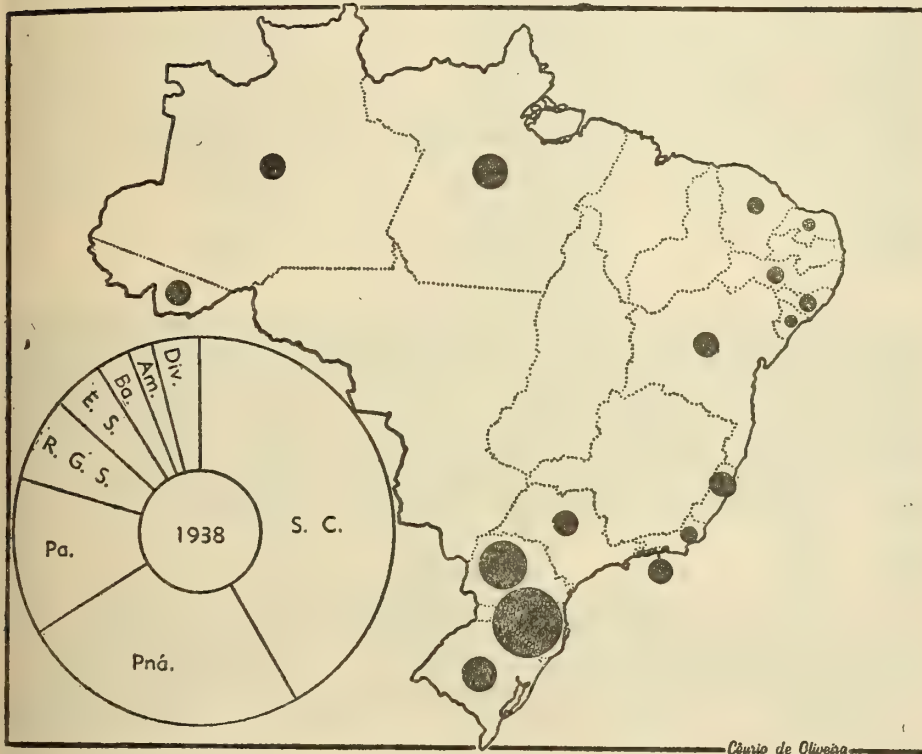 Div.
Am.
Ba.
E. S.
R. G. S.
Pa.
Pná.
S. C.
1938
Cêurio de Oliveira